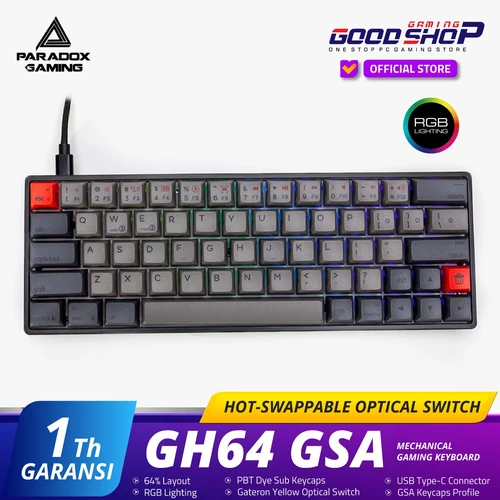 PARADOX
GAMING
GAMING
GOOD SHOP
ONE STOP PC GAMING STORE
OFFICIAL STORE
RGB
LIGHTING
Q W E R T Y U I O P
A S D F G H J K L
Z X C V B N M
HOT-SWAPPABLE OPTICAL SWITCH
1 Th
GARANSI
GH64 GSA
MECHANICAL
GAMING KEYBOARD
64% Layout
RGB Lighting
PBT Dye Sub Keycaps
Gateron Yellow Optical Switch
USB Type-C Connector
GSA Keycaps Profile